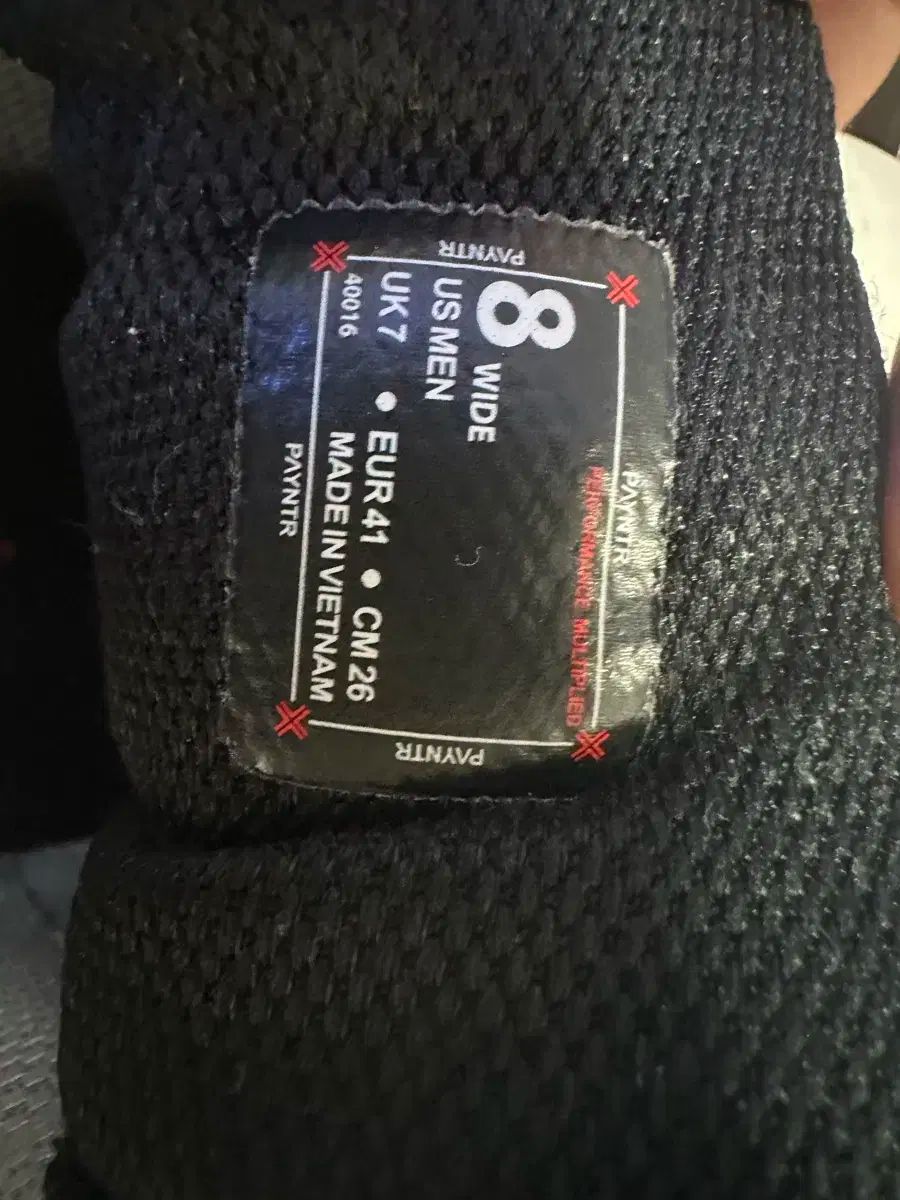 PAYNTR
PERFORMANCE MULTIPLIED
8 WIDE
US MEN
UK 7 • EUR 41 • CM 26
40016 MADE IN VIETNAM
PAYNTR
PAYNTR
PAYNTR